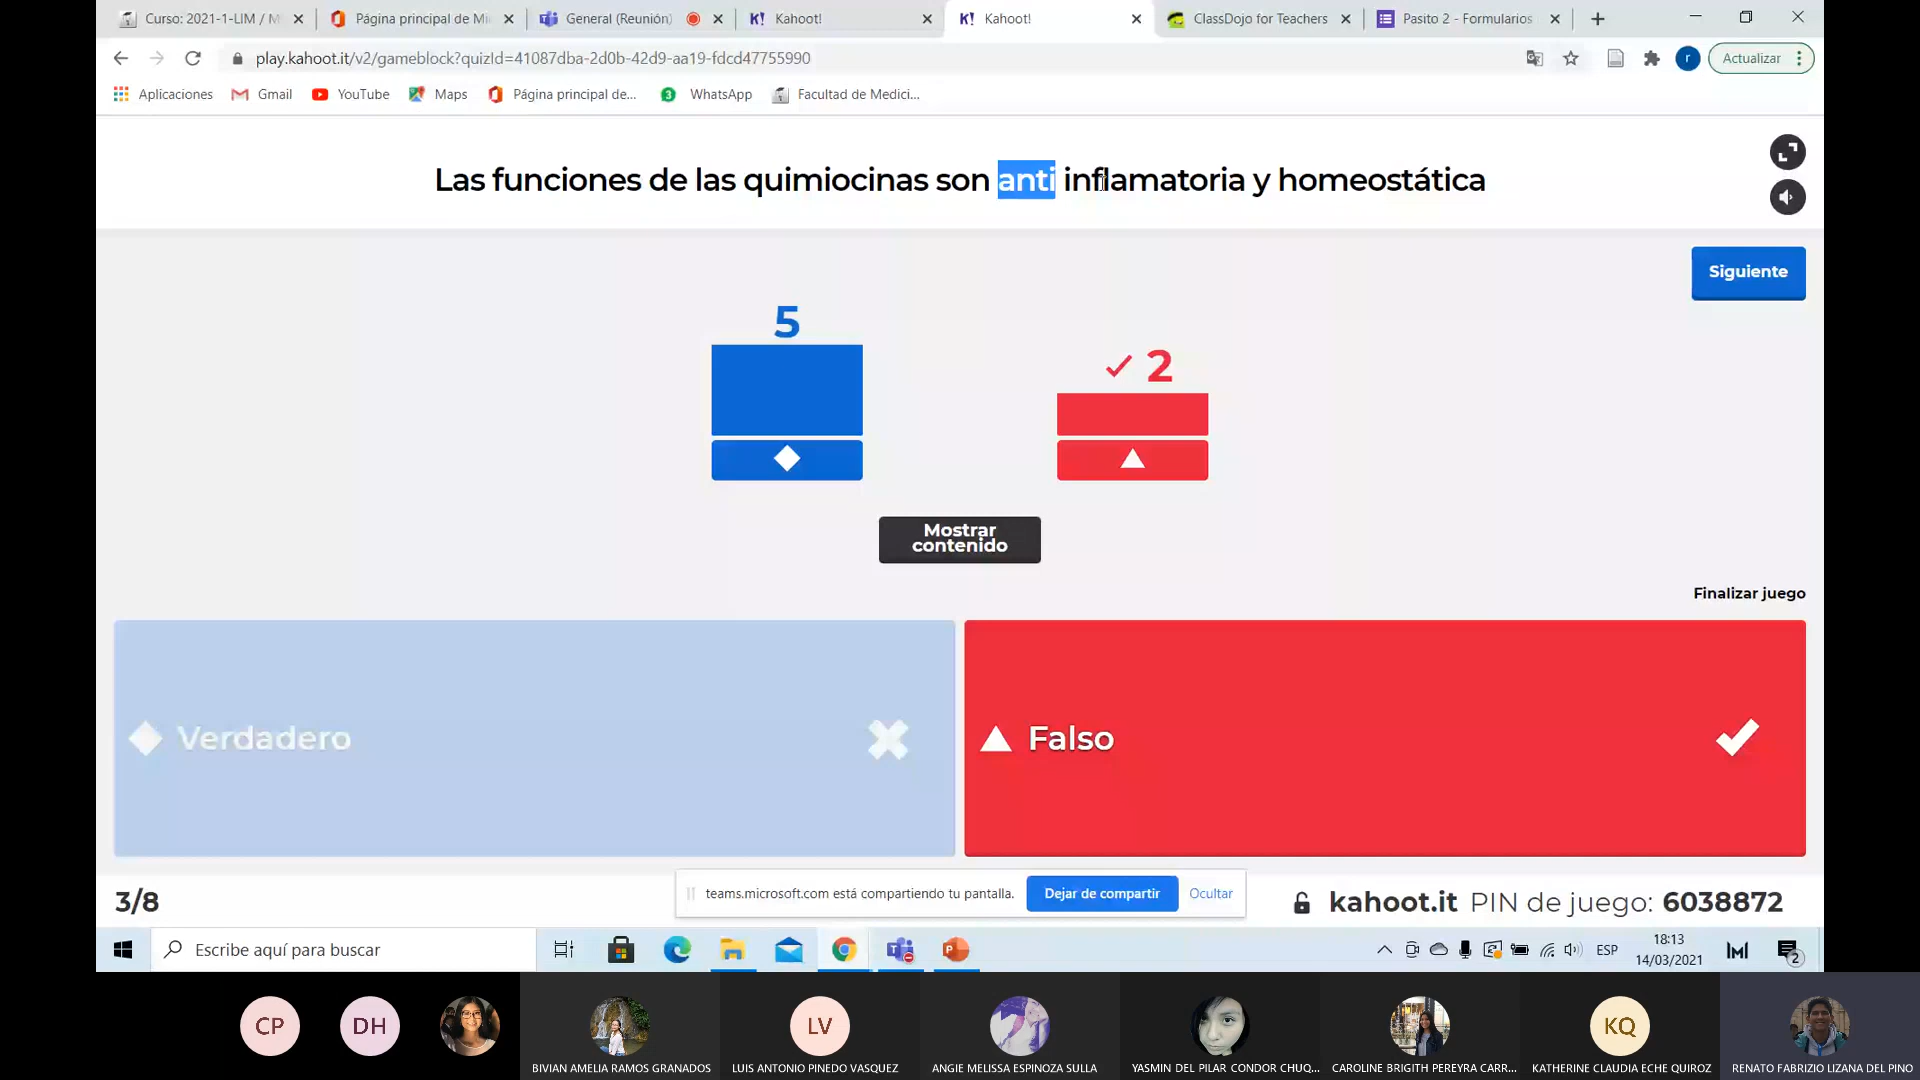 Curso: 2021-1-LIM / M
Página principal de Mi
General (Reunión)
Kahoot!
Kahoot!
ClassDojo for Teachers
Pasito 2 - Formularios
play.kahoot.it/v2/gameblock?quizId=41087dba-2d0b-42d9-aa19-fdcd47755990
r
Actualizar
Aplicaciones
Gmail
YouTube
Maps
Página principal de...
WhatsApp
Facultad de Medici...
Las funciones de las quimiocinas son anti inflamatoria y homeostática
Siguiente
5
2
Mostrar
contenido
Finalizar juego
Verdadero
Falso
3/8
teams.microsoft.com está compartiendo tu pantalla.
Dejar de compartir
Ocultar
kahoot.it PIN de juego: 6038872
Escribe aquí para buscar
ESP
18:13
14/03/2021
2
CP
DH
LV
KQ
BIVIAN AMELIA RAMOS GRANADOS
LUIS ANTONIO PINEDO VASQUEZ
ANGIE MELISSA ESPINOZA SULLA
YASMIN DEL PILAR CONDOR CHUQ...
CAROLINE BRIGITH PEREYRA CARR...
KATHERINE CLAUDIA ECHE QUIROZ
RENATO FABRIZIO LIZANA DEL PINO